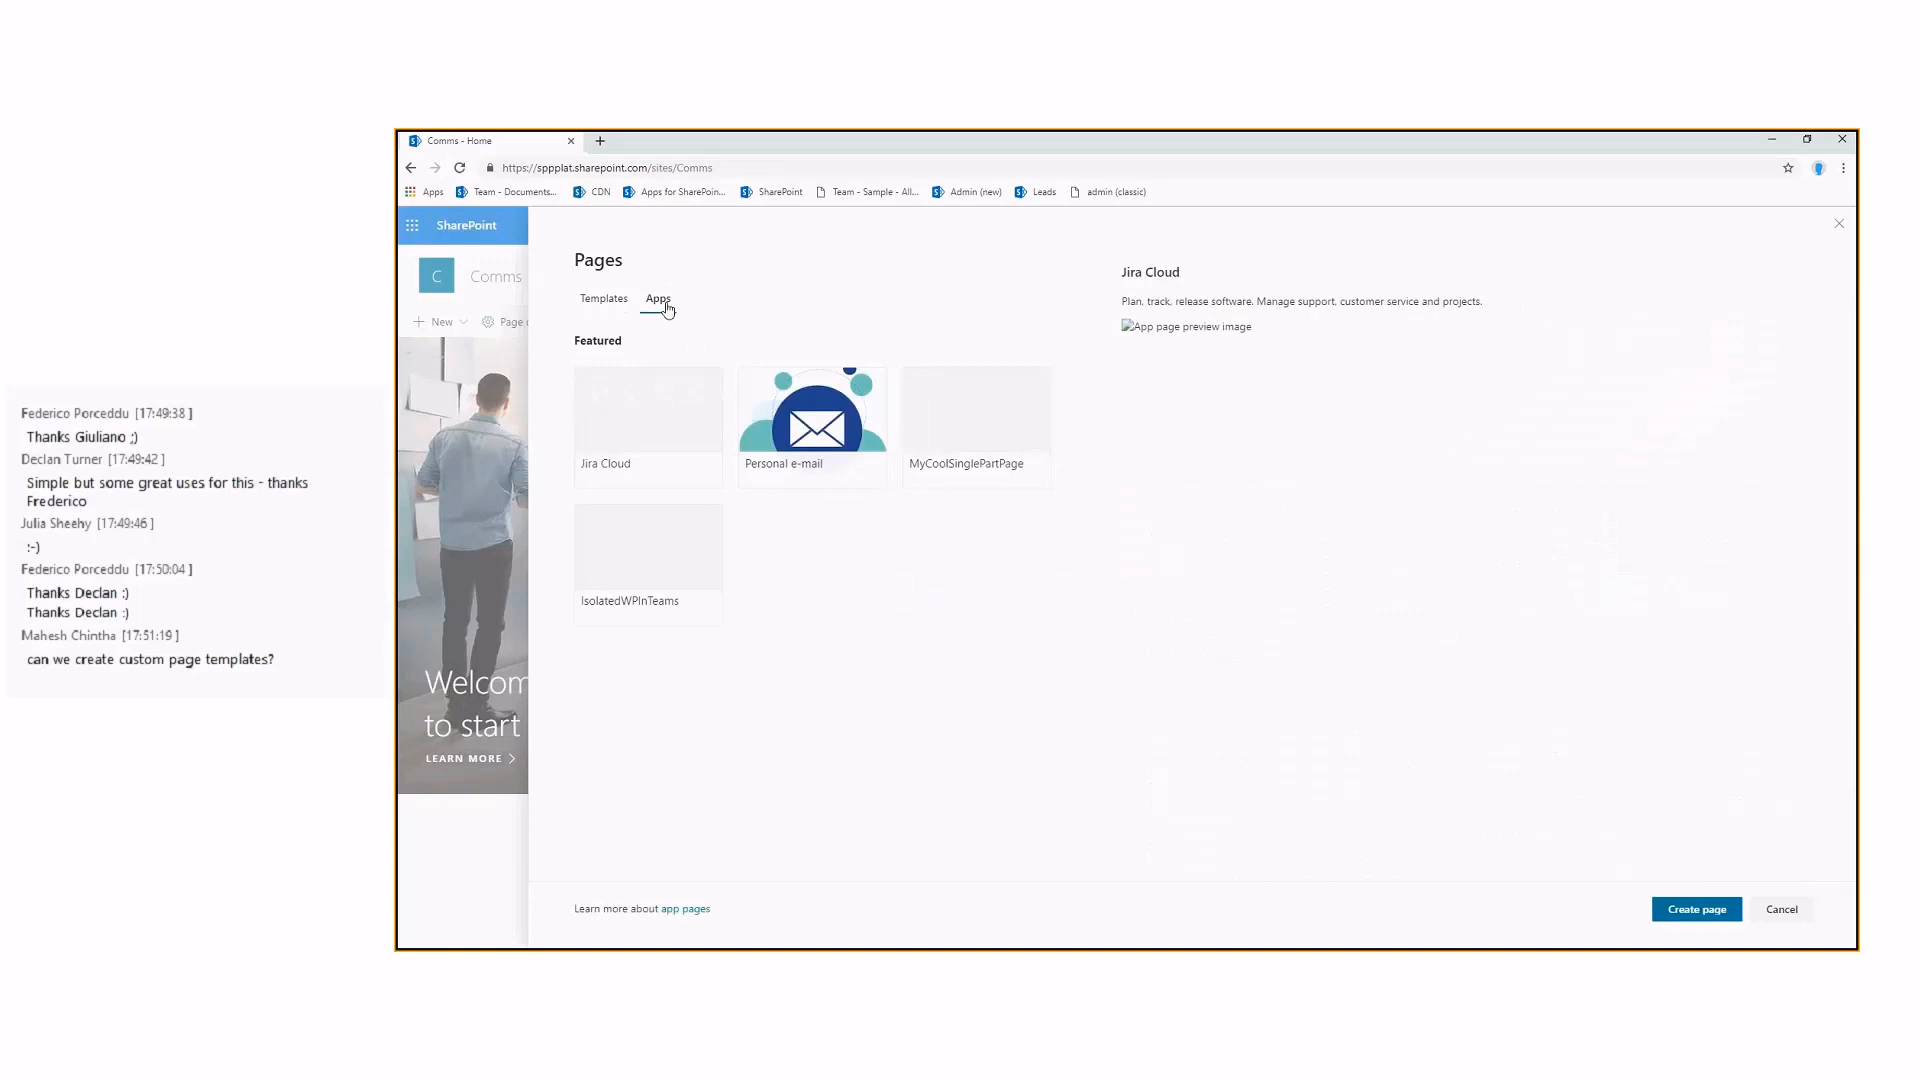 Federico Porceddu [17:49:38 ]
Thanks Giuliano ;)
Declan Turner [17:49:42 ]
Simple but some great uses for this - thanks
Frederico
Julia Sheehy [17:49:46 ]
:-)
Federico Porceddu [17:50:04 ]
Thanks Declan :)
Thanks Declan :)
Mahesh Chintha [17:51:19 ]
can we create custom page templates?
Comms - Home
https://sppplat.sharepoint.com/sites/Comms
Apps Team - Documents... CDN Apps for SharePoin... SharePoint Team - Sample - All... Admin (new) Leads admin (classic)
SharePoint
C Comms
New Page
Welcom
to start
LEARN MORE
Pages
Templates Apps
Featured
Jira Cloud Personal e-mail MyCoolSinglePartPage
IsolatedWPInTeams
Jira Cloud
Plan, track, release software. Manage support, customer service and projects.
App page preview image
Learn more about app pages
Create page Cancel